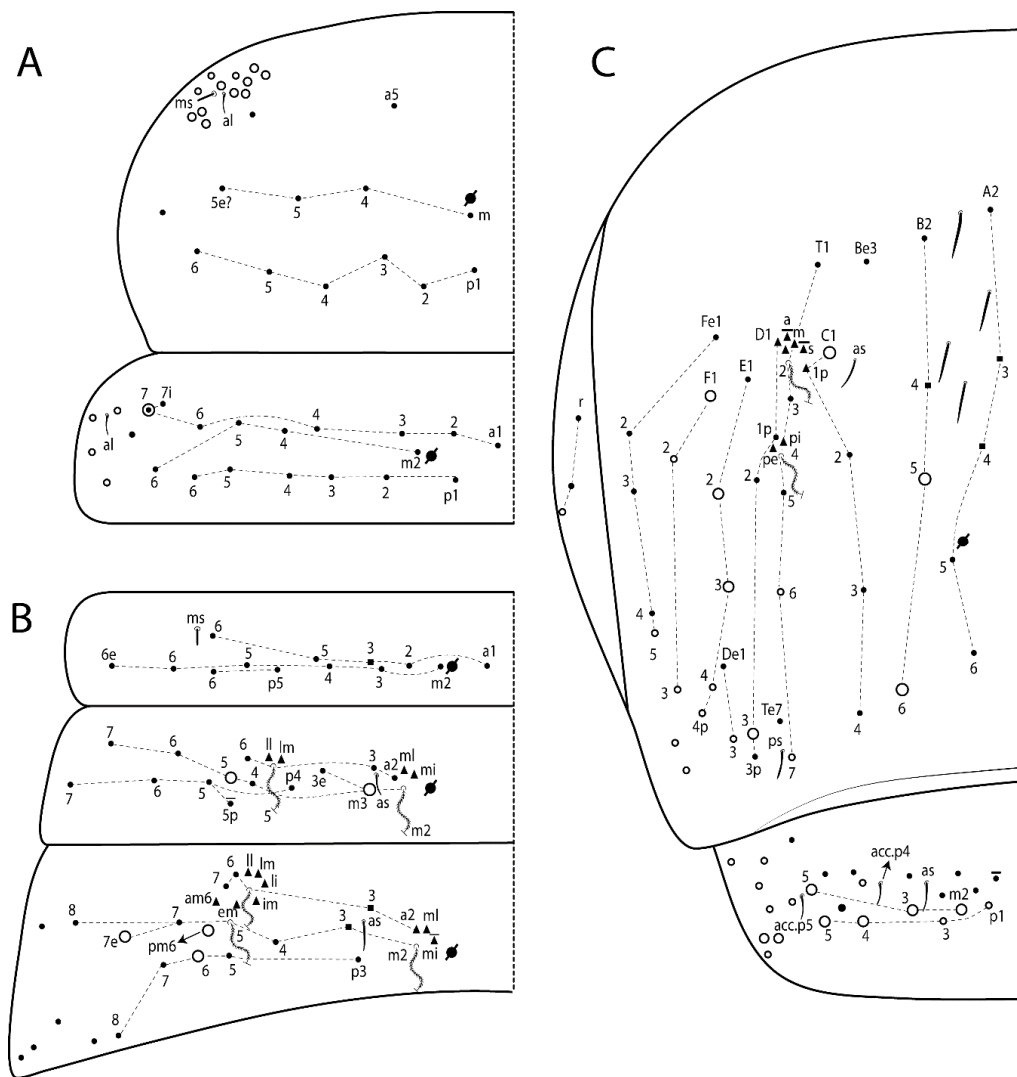 A
ms
al
a5
5e?
5
4
m
6
5
4
3
2
p1
7
7i
al
6
5
4
4
3
2
a1
m2
6
6
5
4
3
2
p1
B
ms
6
6e
6
6
5
p5
5
4
3
3
2
m2
a1
7
6
6
ll
lm
5
4
p4
3e
3
a2
ml
mi
7
6
5
5p
5
m3
as
m2
7
6
ll
lm
li
am6
im
em
8
7
7e
pm6
5
4
3
3
as
a2
ml
mi
m2
7
6
5
p3
8
C
A2
B2
T1
Be3
Fe1
D1
a
m
s
C1
as
F1
E1
2
1p
3
4
3
r
2
1p
pi
pe
4
4
2
2
2
2
5
5
3
5
3
6
3
4
5
De1
4
6
3
4p
3
3
3p
Te7
ps
7
4
6
acc.p4
as
5
3
m2
p1
acc.p5
5
4
3